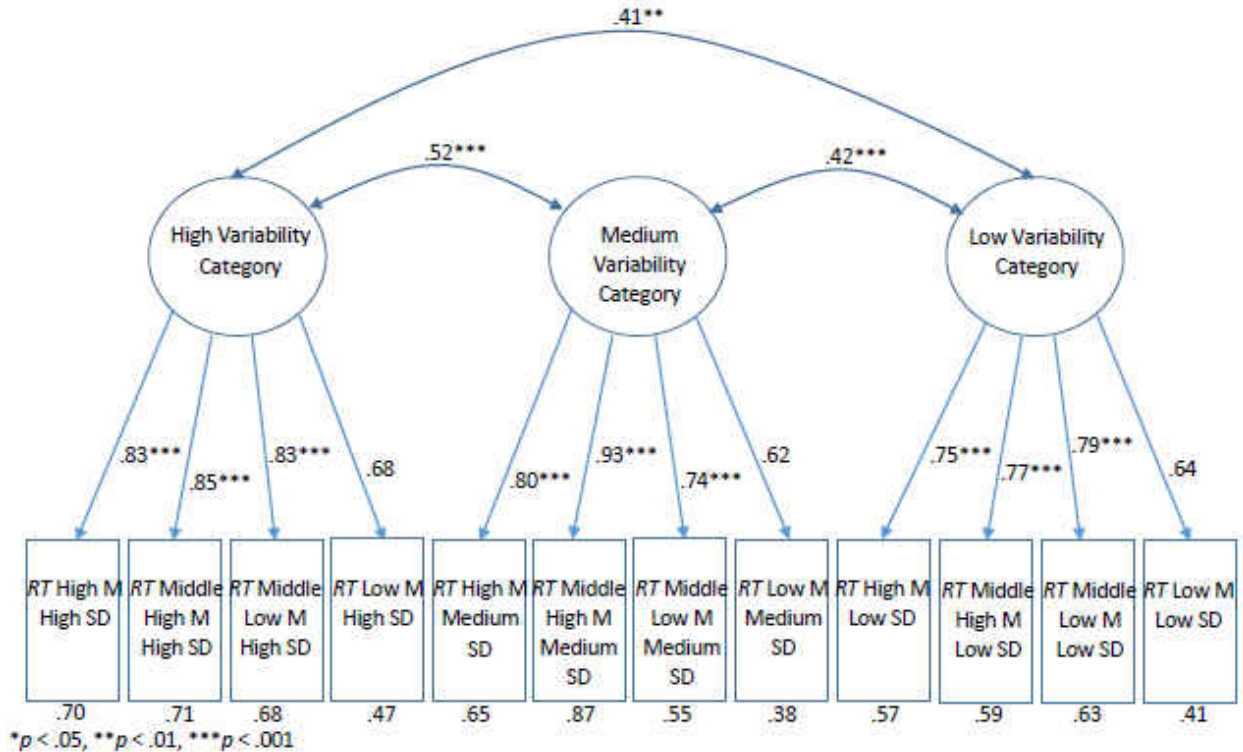 .41**
.52***
.42***
High Variability
Category
Medium
Variability
Category
Low Variability
Category
.83***
.85***
.83***
.68
.80***
.93***
.74***
.62
.75***
.77***
.79***
.64
RT High M
High SD
RT Middle
High M
High SD
RT Middle
Low M
High SD
RT Low M
High SD
RT High M
Medium
SD
RT Middle
High M
Medium
SD
RT Middle
Low M
Medium
SD
RT Low M
Medium
SD
RT High M
Low SD
RT Middle
High M
Low SD
RT Middle
Low M
Low SD
RT Low M
Low SD
.70 .71 .68 .47 .65 .87 .55 .38 .57 .59 .63 .41
*p < .05, **p < .01, ***p < .001